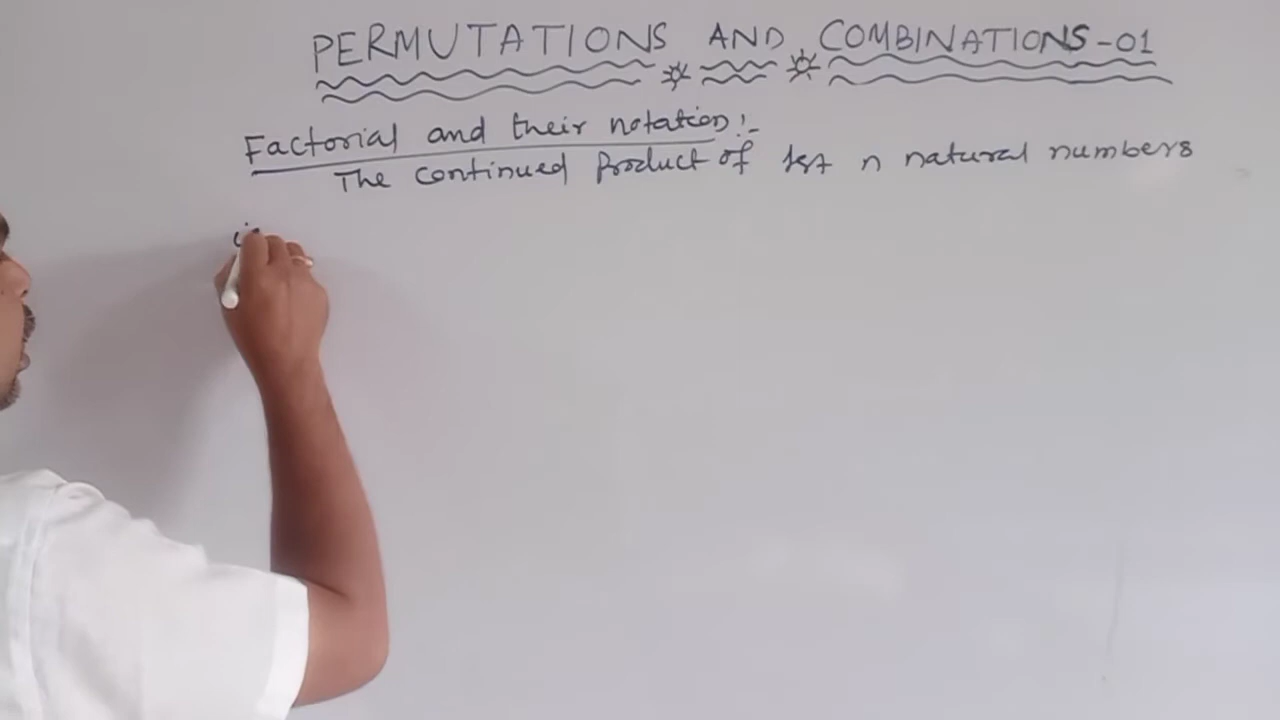 PERMUTATIONS AND COMBINATIONS-01
Factorial and their notation:-
The continued product of 1st n natural numbers